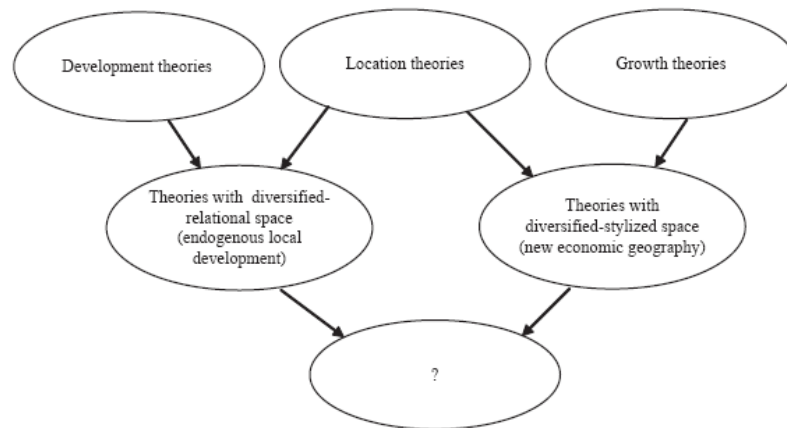 Development theories
Location theories
Growth theories
Theories with diversified-
relational space
(endogenous local
development)
Theories with
diversified-stylized space
(new economic geography)
?